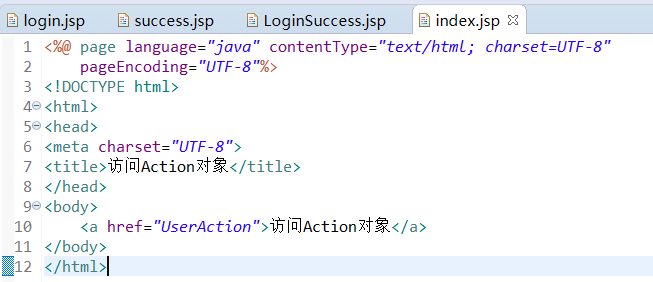 login.jsp success.jsp LoginSuccess.jsp index.jsp
1 <%@ page language="java" contentType="text/html; charset=UTF-8"
2 pageEncoding="UTF-8"%>
3 <!DOCTYPE html>
4 <html>
5 <head>
6 <meta charset="UTF-8">
7 <title>访问Action对象</title>
8 </head>
9 <body>
10 <a href="UserAction">访问Action对象</a>
11 </body>
12 </html>